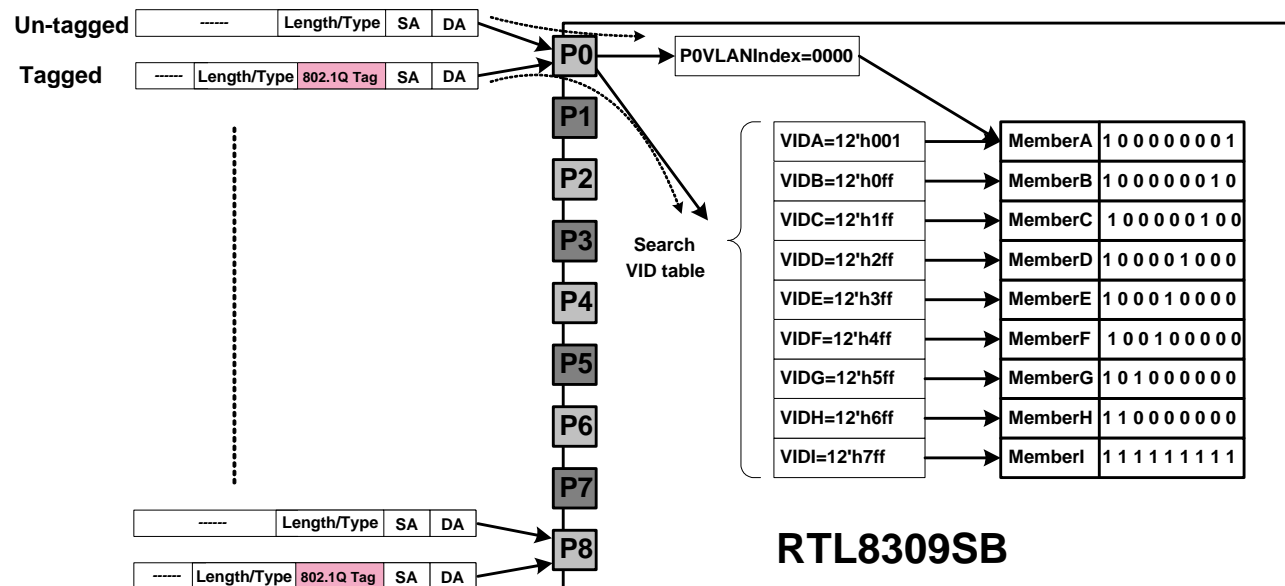 Un-tagged ------ Length/Type SA DA
Tagged ------ Length/Type 802.1Q Tag SA DA
P0 P0VLANIndex=0000
P1
P2
P3
P4
P5
P6
P7
P8
Search
VID table
VIDA=12'h001 MemberA 1 0 0 0 0 0 0 0 1
VIDB=12'h0ff MemberB 1 0 0 0 0 0 0 1 0
VIDC=12'h1ff MemberC 1 0 0 0 0 0 1 0 0
VIDD=12'h2ff MemberD 1 0 0 0 0 1 0 0 0
VIDE=12'h3ff MemberE 1 0 0 0 1 0 0 0 0
VIDF=12'h4ff MemberF 1 0 0 1 0 0 0 0 0
VIDG=12'h5ff MemberG 1 0 1 0 0 0 0 0 0
VIDH=12'h6ff MemberH 1 1 0 0 0 0 0 0 0
VIDI=12'h7ff MemberI 1 1 1 1 1 1 1 1 1
------ Length/Type SA DA
------ Length/Type 802.1Q Tag SA DA
RTL8309SB